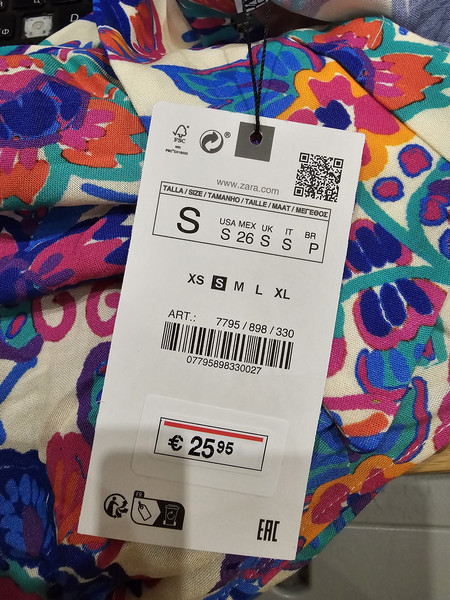 FSC
www.zara.com
TALLA / SIZE / TAMANHO / TAILLE / MAAT / ΜΕΓΕΘΟΣ
S
USA MEX UK IT BR
S 26 S S P
XS S M L XL
ART.: 7795 / 898 / 330
07795898330027
€ 25 95
EAC